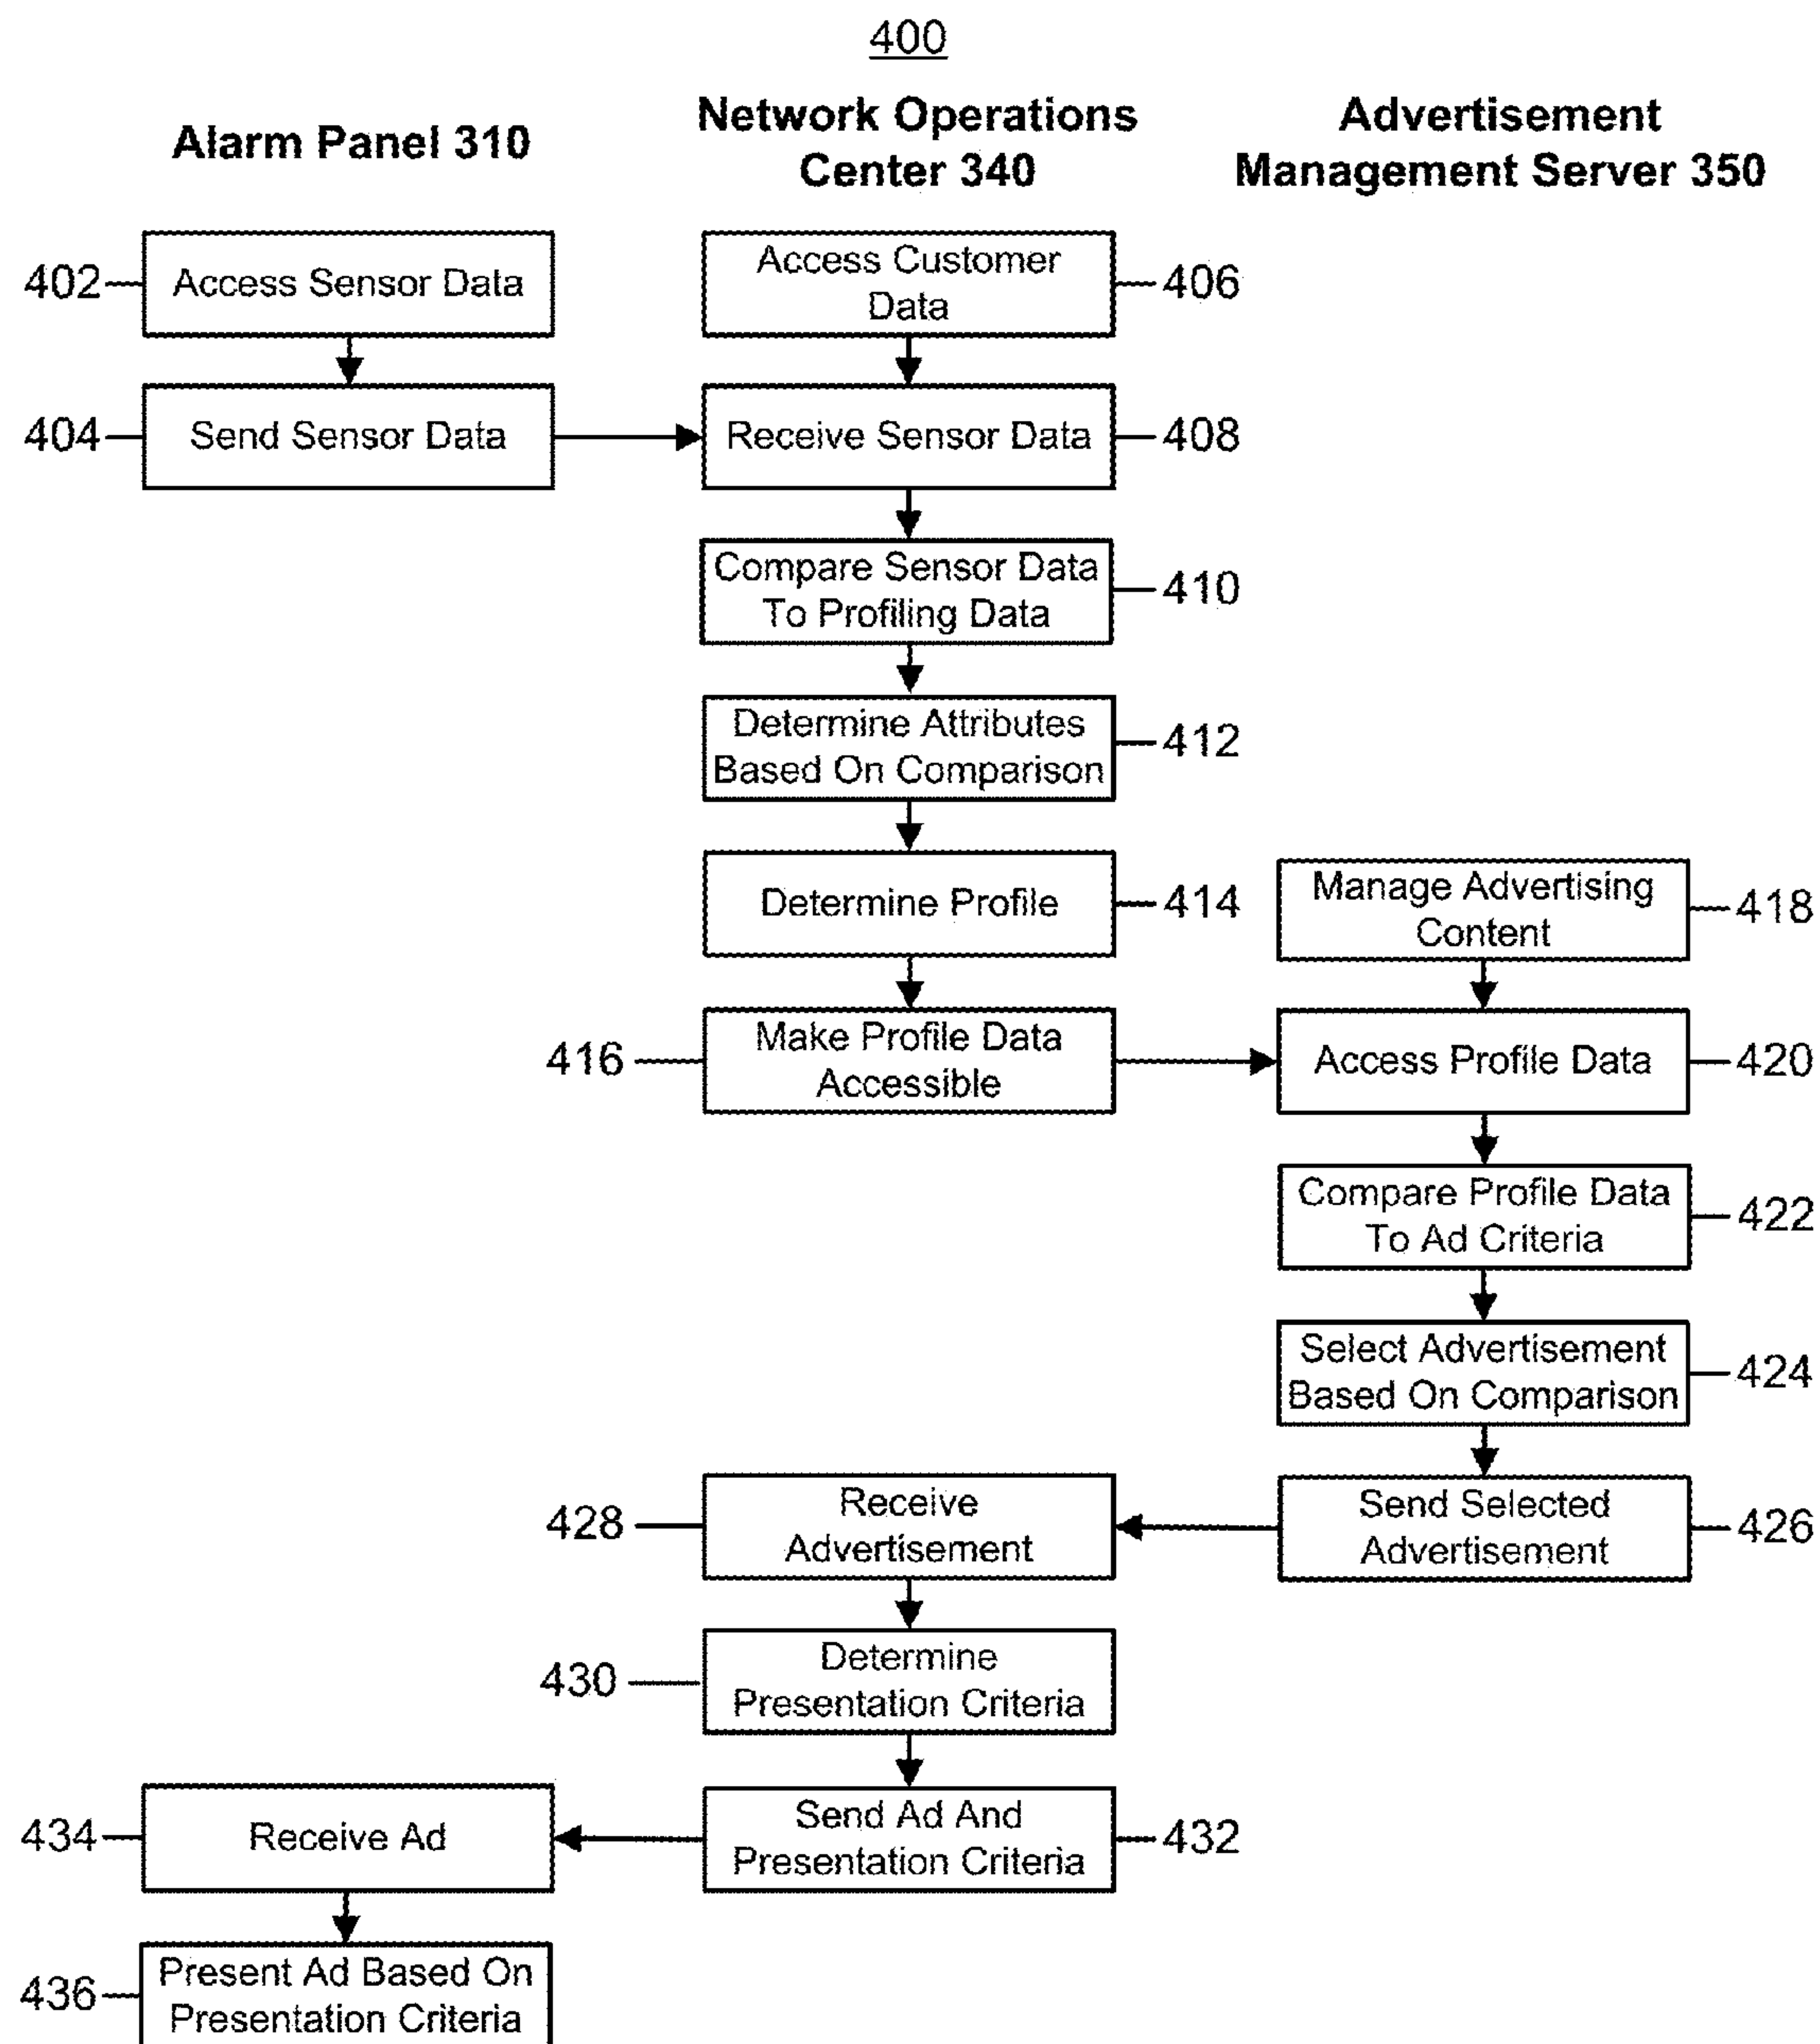 400
Alarm Panel 310
Network Operations
Center 340
Advertisement
Management Server 350
402
Access Sensor Data
Access Customer
Data
406
404
Send Sensor Data
Receive Sensor Data
408
Compare Sensor Data
To Profiling Data
410
Determine Attributes
Based On Comparison
412
Determine Profile
414
Manage Advertising
Content
418
416
Make Profile Data
Accessible
Access Profile Data
420
Compare Profile Data
To Ad Criteria
422
Select Advertisement
Based On Comparison
424
428
Receive
Advertisement
Send Selected
Advertisement
426
430
Determine
Presentation Criteria
434
Receive Ad
Send Ad And
Presentation Criteria
432
436
Present Ad Based On
Presentation Criteria